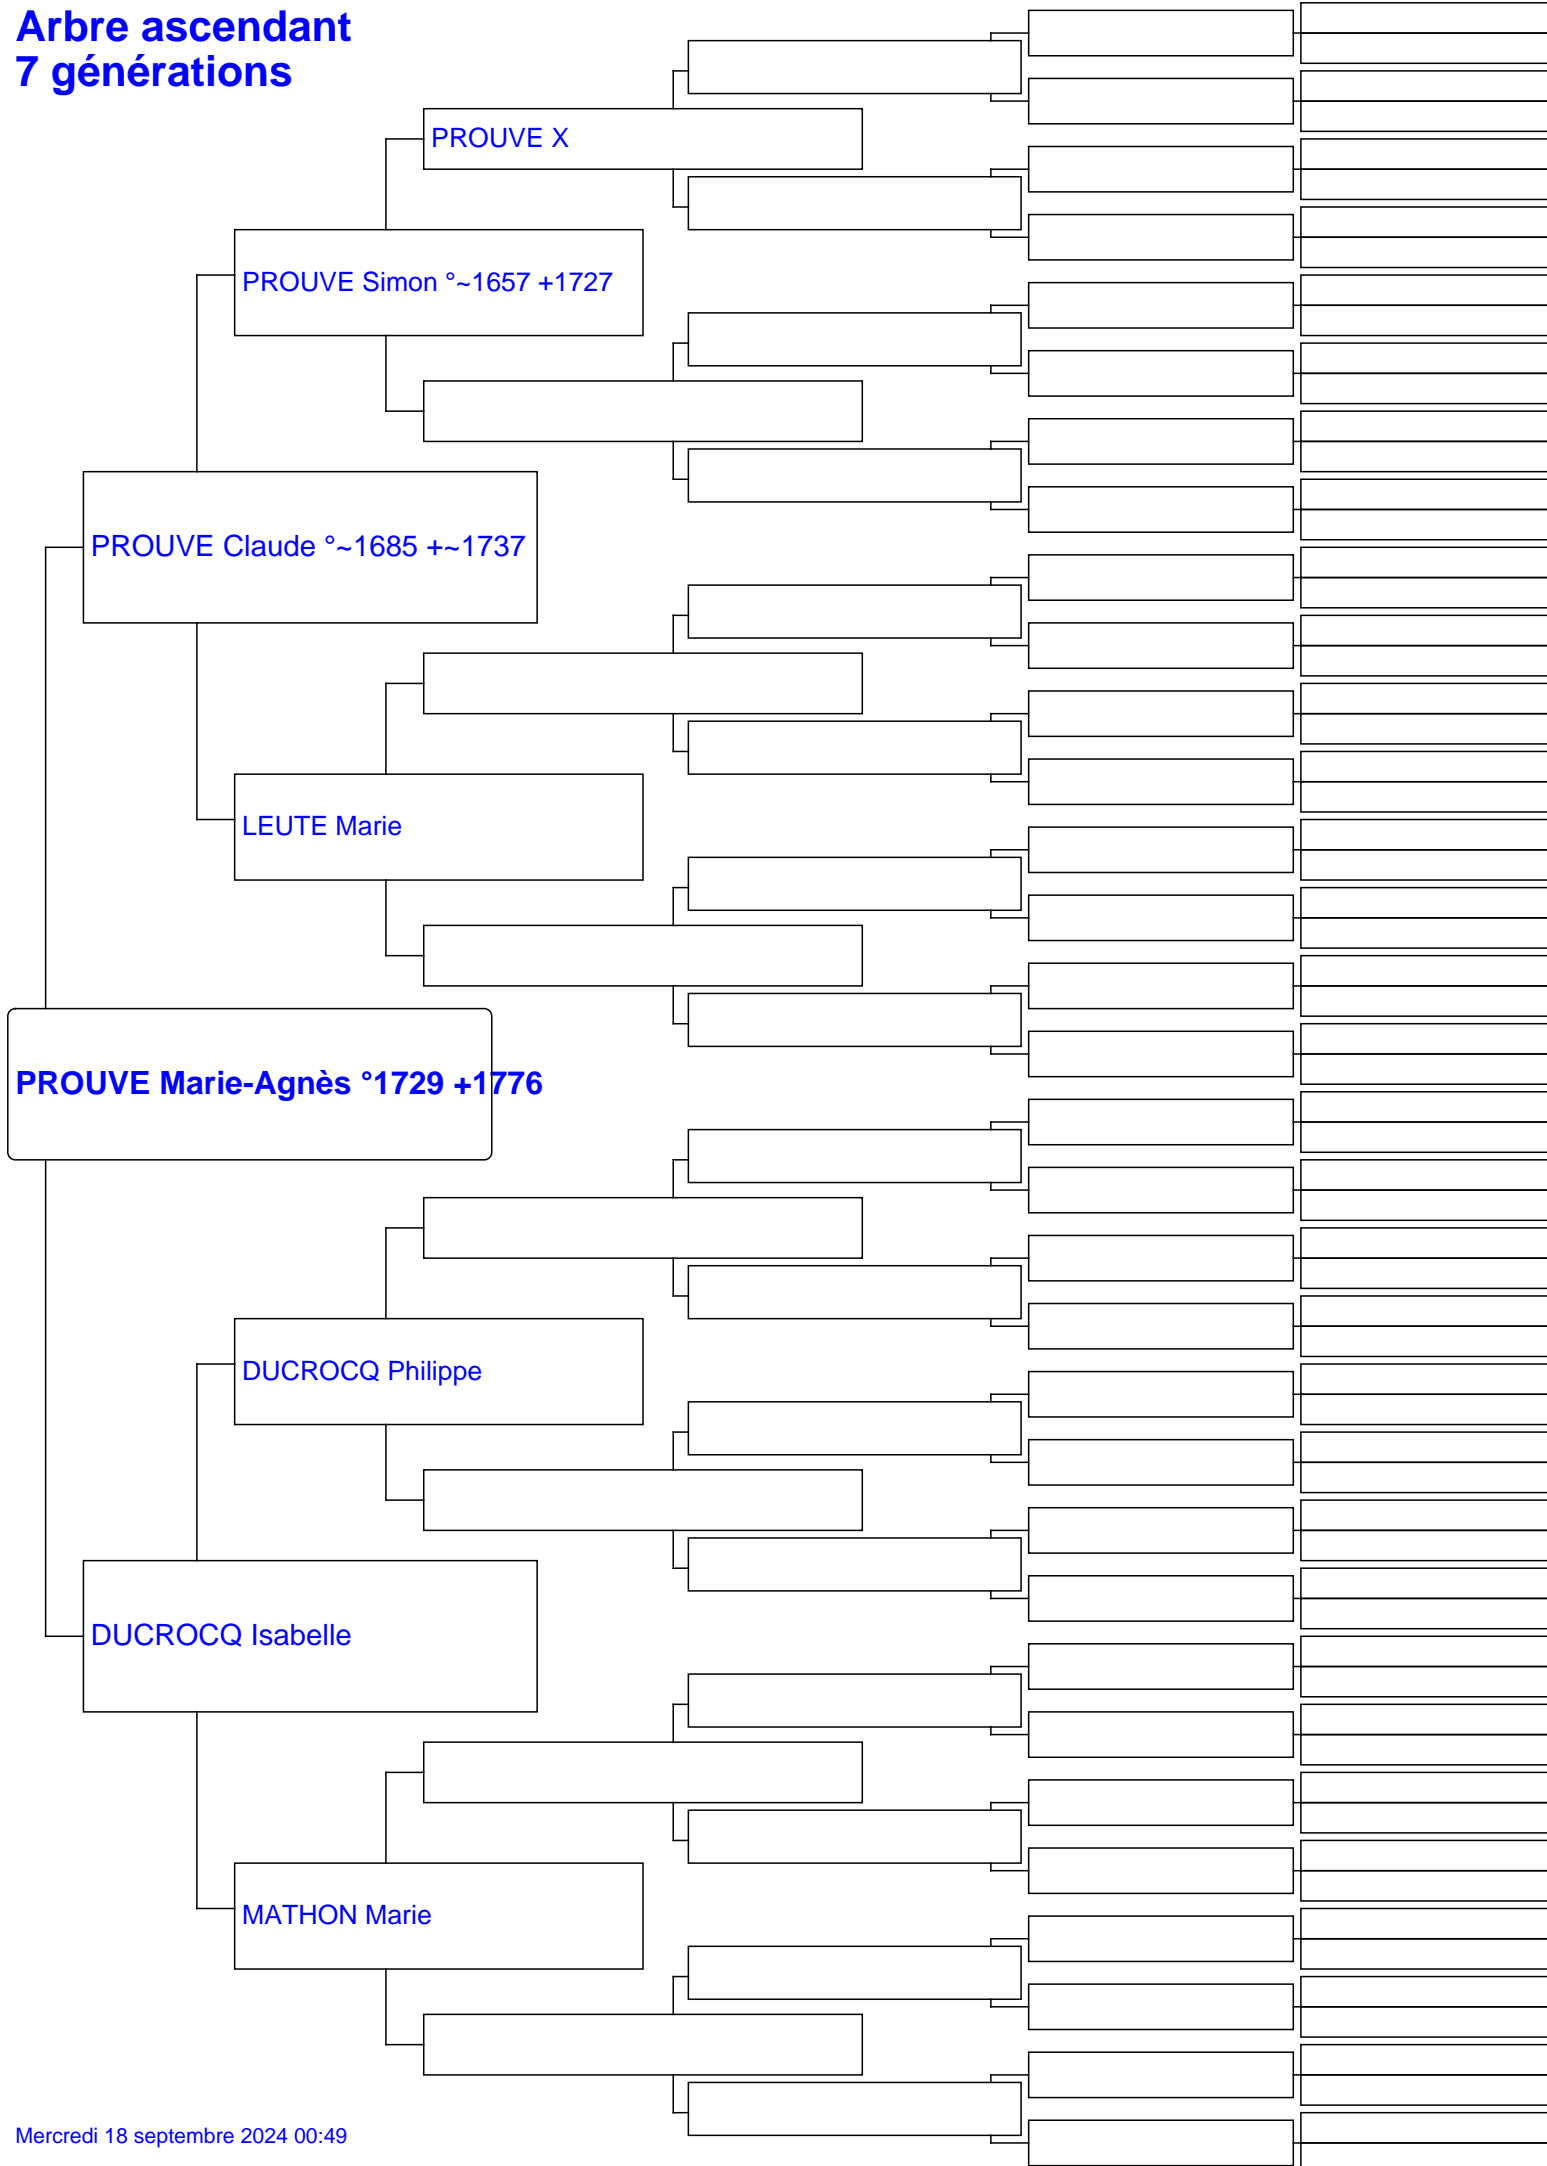 Arbre ascendant
7 générations
PROUVE X
PROUVE Simon °~1657 +1727
PROUVE Claude °~1685 +~1737
LEUTE Marie
PROUVE Marie-Agnès °1729 +1776
DUCROCQ Philippe
DUCROCQ Isabelle
MATHON Marie
Mercredi 18 septembre 2024 00:49